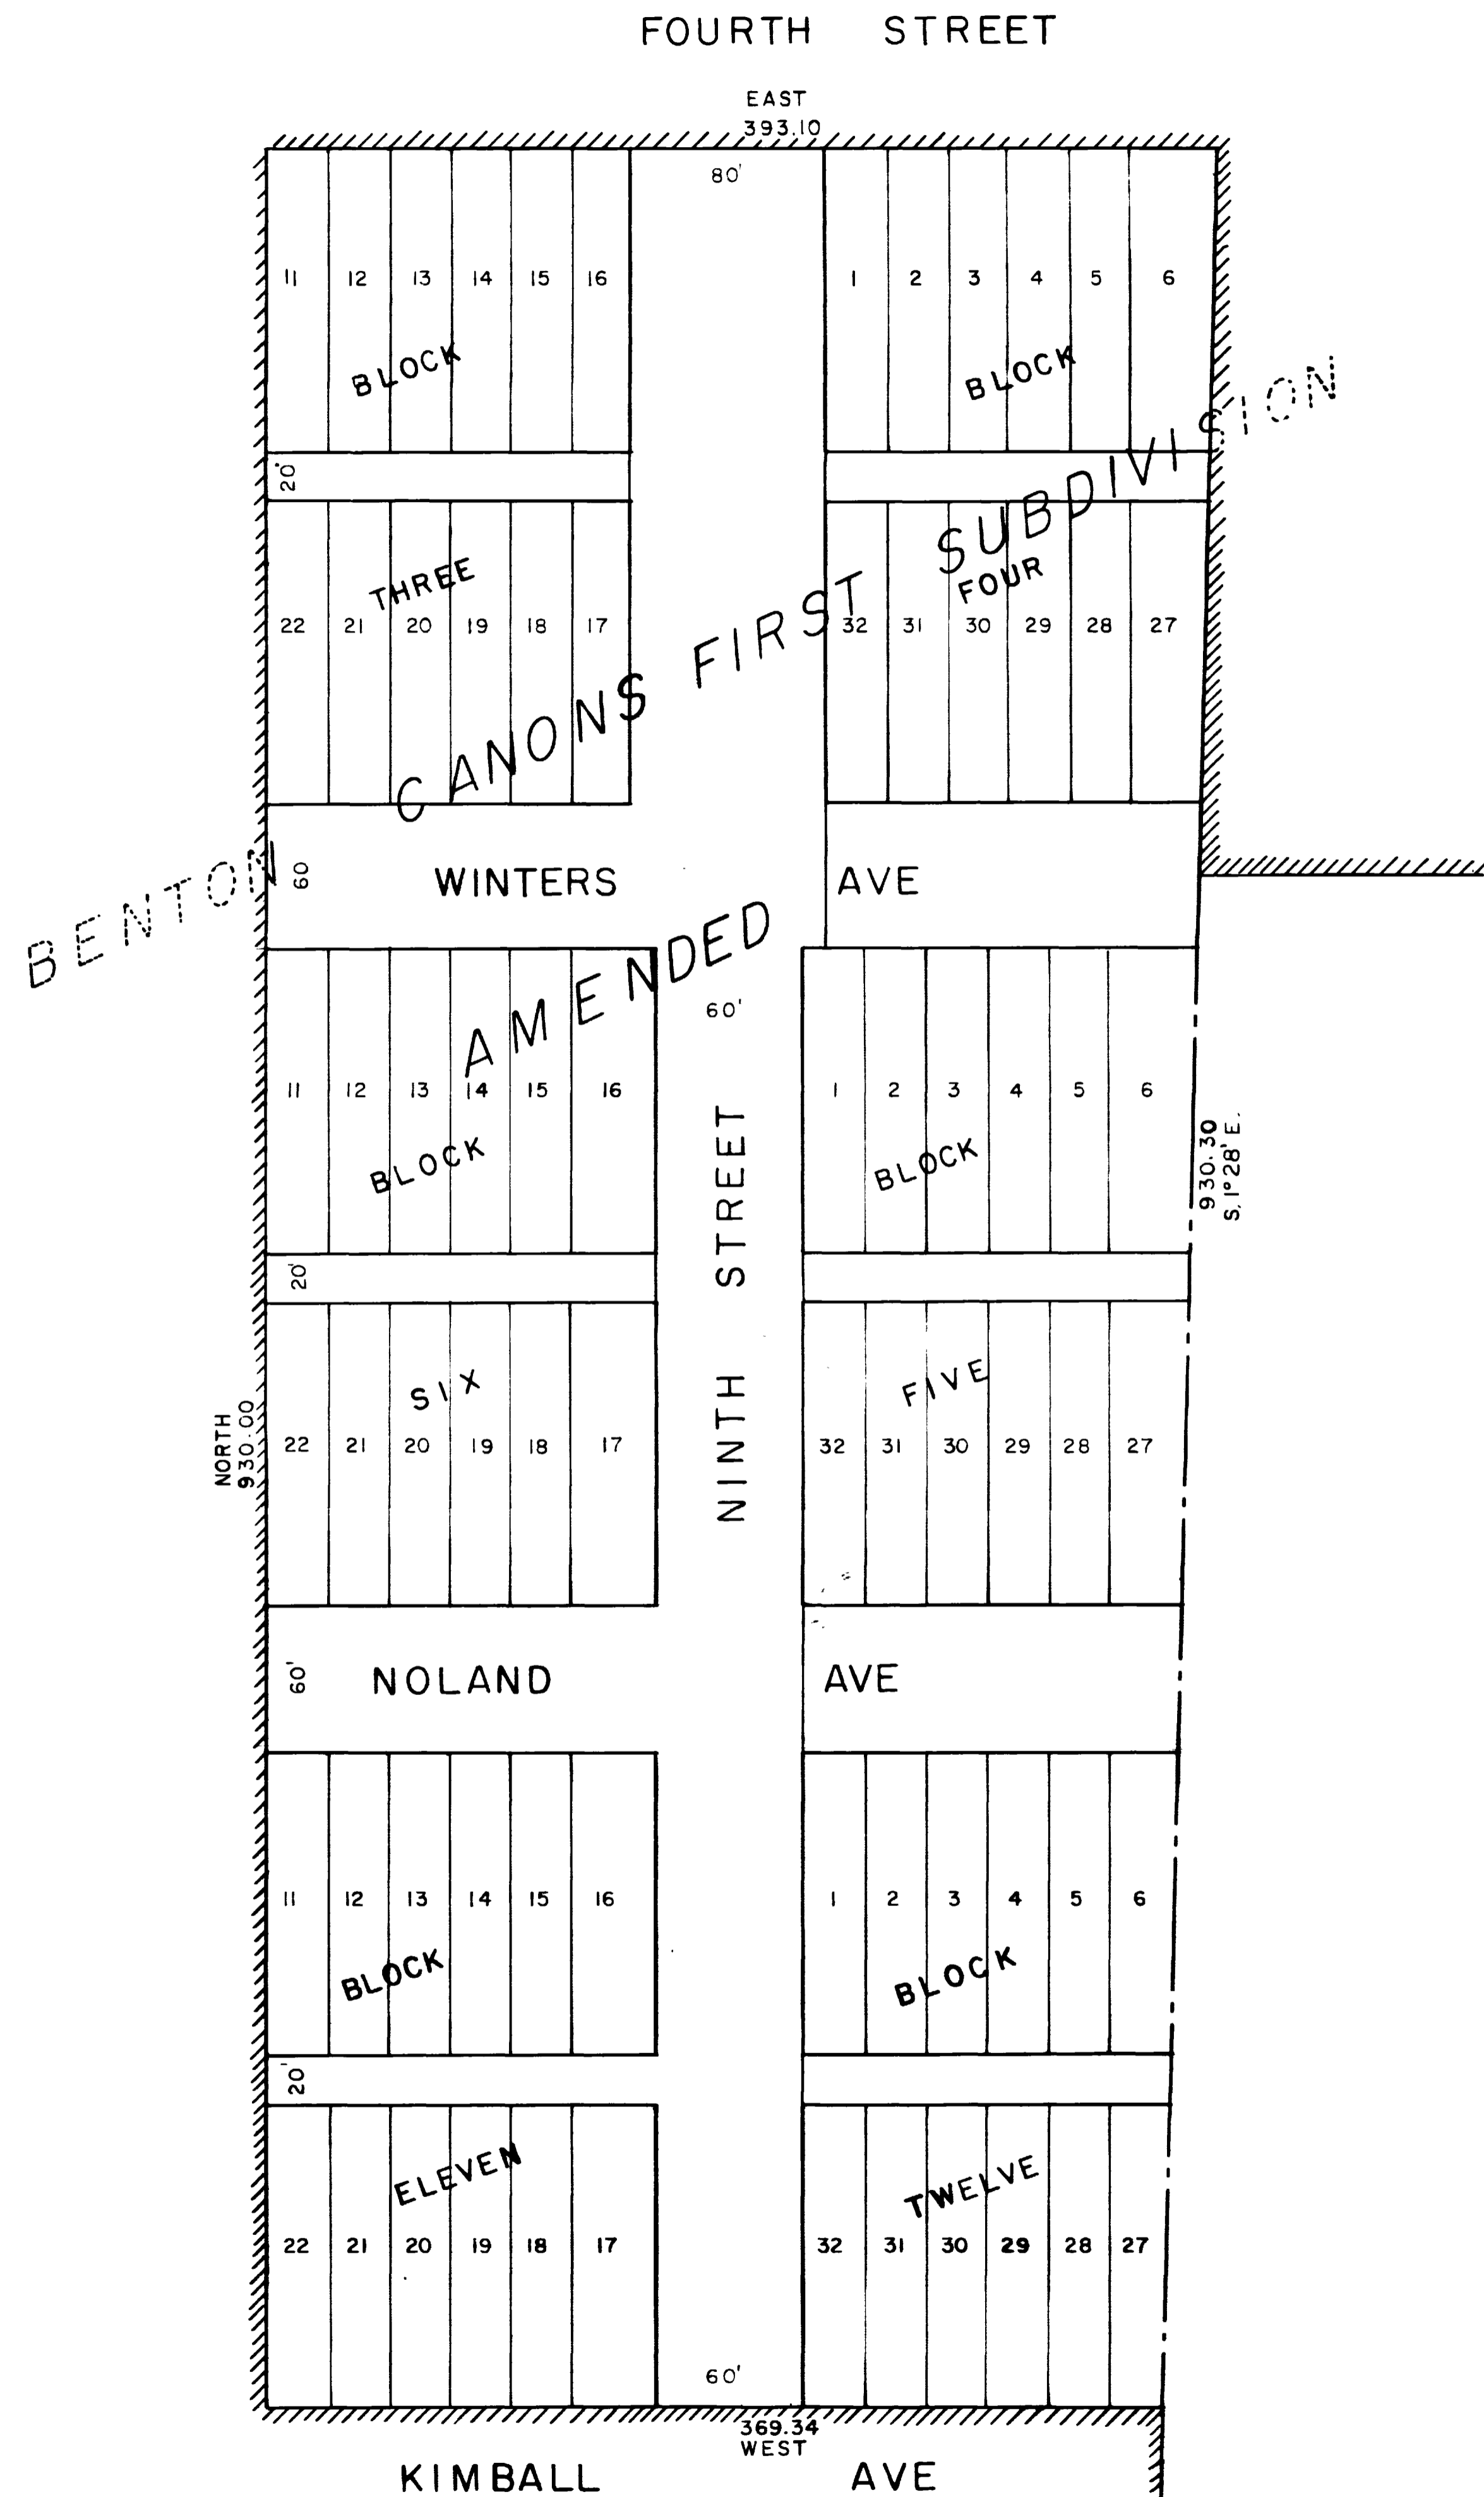 FOURTH STREET
EAST
393.10
80'
11 12 13 14 15 16
1 2 3 4 5 6
BLOCK
BLOCK
20'
THREE
FOUR
22 21 20 19 18 17
32 31 30 29 28 27
BENTON CANONS FIRST SUBDIVISION
60
WINTERS AVE
AMENDED
60'
11 12 13 14 15 16
1 2 3 4 5 6
BLOCK
BLOCK
930.30
S. 1° 28' E.
20'
NINTH STREET
SIX
FIVE
NORTH
930.00
22 21 20 19 18 17
32 31 30 29 28 27
60'
NOLAND AVE
11 12 13 14 15 16
1 2 3 4 5 6
BLOCK
BLOCK
20'
ELEVEN
TWELVE
22 21 20 19 18 17
32 31 30 29 28 27
60'
369.34
WEST
KIMBALL AVE